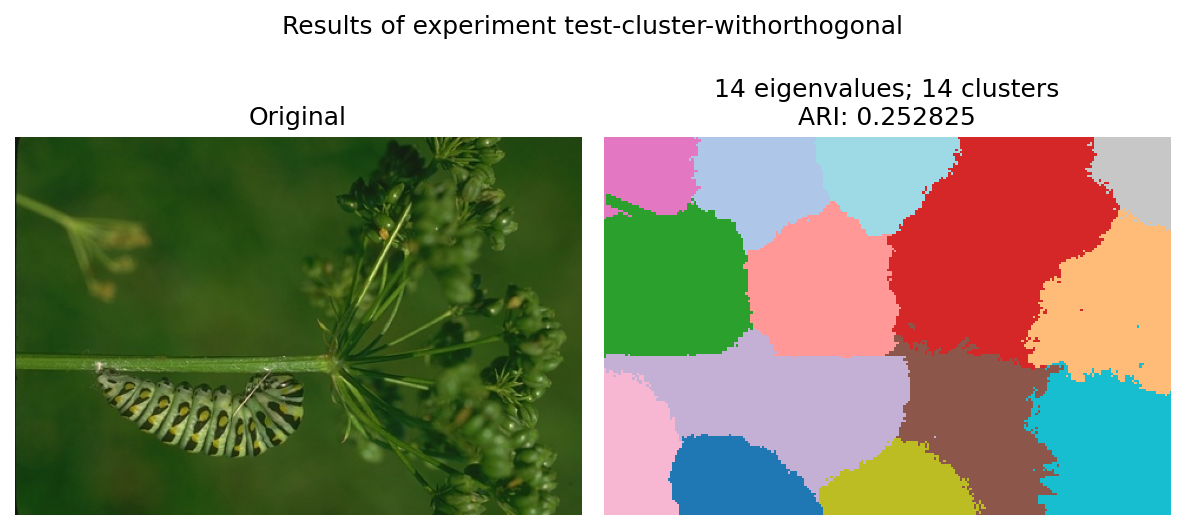 Results of experiment test-cluster-withorthogonal
Original
14 eigenvalues; 14 clusters
ARI: 0.252825